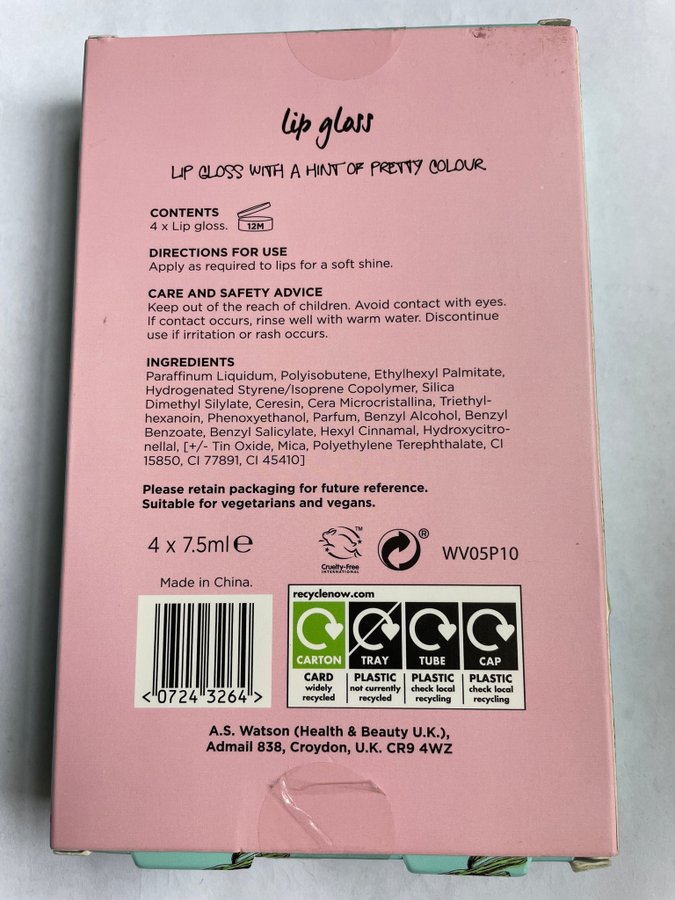 lip gloss
LIP GLOSS WITH A HINT OF PRETTY COLOUR
CONTENTS
4 x Lip gloss.
12M
DIRECTIONS FOR USE
Apply as required to lips for a soft shine.
CARE AND SAFETY ADVICE
Keep out of the reach of children. Avoid contact with eyes.
If contact occurs, rinse well with warm water. Discontinue
use if irritation or rash occurs.
INGREDIENTS
Paraffinum Liquidum, Polyisobutene, Ethylhexyl Palmitate,
Hydrogenated Styrene/Isoprene Copolymer, Silica
Dimethyl Silylate, Ceresin, Cera Microcristallina, Triethyl-
hexanoin, Phenoxyethanol, Parfum, Benzyl Alcohol, Benzyl
Benzoate, Benzyl Salicylate, Hexyl Cinnamal, Hydroxycitro-
nellal, [+/- Tin Oxide, Mica, Polyethylene Terephthalate, CI
15850, CI 77891, CI 45410]
Please retain packaging for future reference.
Suitable for vegetarians and vegans.
4 x 7.5ml℮
TM
Cruelty-Free
INTERNATIONAL
®
WV05P10
Made in China.
<0724 3264>
recyclenow.com
CARTON TRAY TUBE CAP
CARD PLASTIC PLASTIC PLASTIC
widely not currently check local check local
recycled recycled recycling recycling
A.S. Watson (Health & Beauty U.K.),
Admail 838, Croydon, U.K. CR9 4WZ